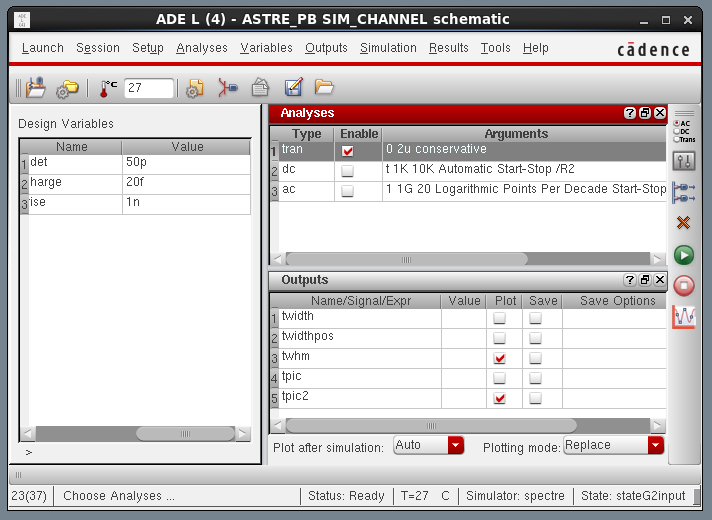 ADE L (4) - ASTRE_PB SIM_CHANNEL schematic
Launch Session Setup Analyses Variables Outputs Simulation Results Tools Help
cādence
°C 27
Design Variables
Name Value
1 det 50p
2 harge 20f
3 ise 1n
>
Analyses
Type Enable Arguments
1 tran 0 2u conservative
2 dc t 1K 10K Automatic Start-Stop /R2
3 ac 1 1G 20 Logarithmic Points Per Decade Start-Stop
Outputs
Name/Signal/Expr Value Plot Save Save Options
1 twidth
2 twidthpos
3 twhm
4 tpic
5 tpic2
Plot after simulation: Auto Plotting mode: Replace
AC
DC
Trans
23(37) Choose Analyses ... Status: Ready T=27 C Simulator: spectre State: stateG2input